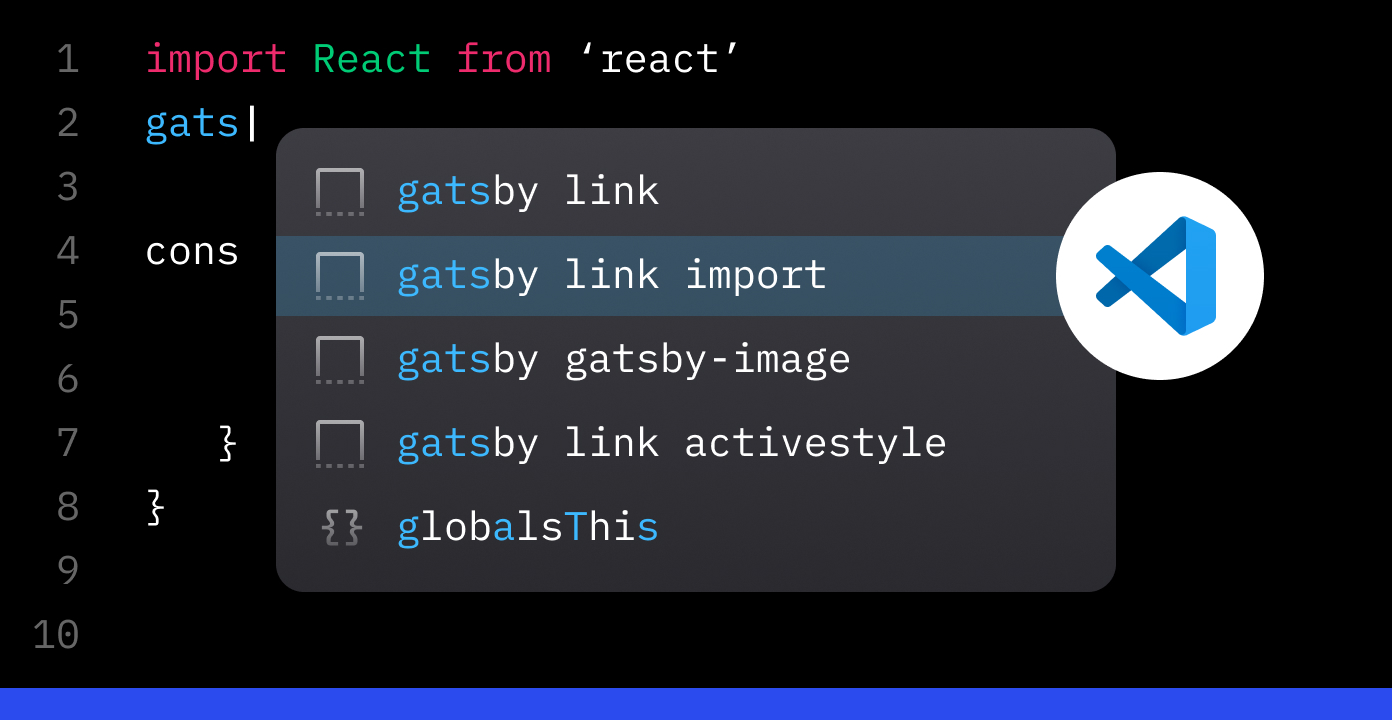 1 import React from ‘react’
2 gats|
3
4 cons
5
6
7 }
8 }
9
10
gatsby link
gatsby link import
gatsby gatsby-image
gatsby link activestyle
{} globalsThis